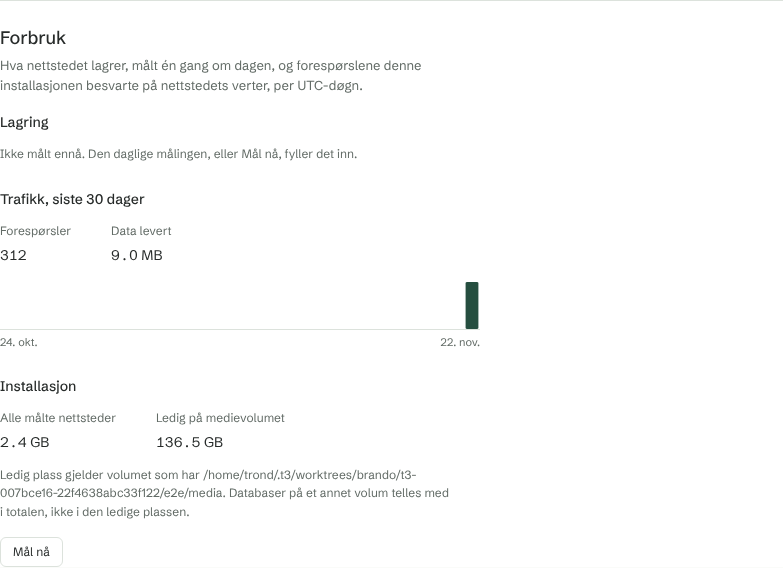 Forbruk
Hva nettstedet lagrer, målt én gang om dagen, og forespørslene denne
installasjonen besvarte på nettstedets verter, per UTC-døgn.
Lagring
Ikke målt ennå. Den daglige målingen, eller Mål nå, fyller det inn.
Trafikk, siste 30 dager
Forespørsler Data levert
312 9.0 MB
24. okt. 22. nov.
Installasjon
Alle målte nettsteder Ledig på medievolumet
2.4 GB 136.5 GB
Ledig plass gjelder volumet som har /home/trond/.t3/worktrees/brando/t3-
007bce16-22f4638abc33f122/e2e/media. Databaser på et annet volum telles med
i totalen, ikke i den ledige plassen.
Mål nå